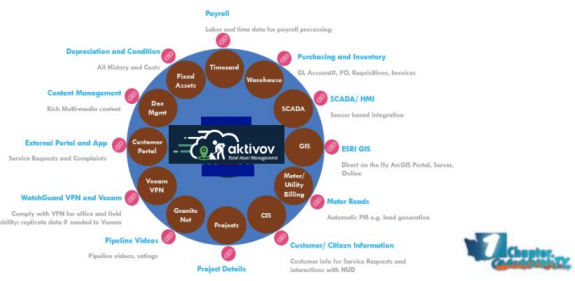 Payroll
Labor and time data for payroll processing
Depreciation and Condition
All History and Costs
Purchasing and Inventory
GL Account#, PO, Requisitions, Invoices
Timecard
Fixed
Assets
Warehouse
Content Management
Rich Multi-media content
SCADA/ HMI
Sensor based integration
Doc
Mgmt
SCADA
External Portal and App
Service Requests and Complaints
Customer
Portal
aktivov
Total Asset Management
GIS
ESRI GIS
Direct on the fly ArcGIS Portal, Server,
Online
Veeam
VPN
Meter/
Utility
Billing
WatchGuard VPN and Veeam
Comply with VPN for office and field
bility; replicate data if needed to Veeam
Meter Reads
Automatic PM e.g. lead generation
Granite
Net
Projects
CIS
Pipeline Videos
Pipeline videos, ratings
Customer/ Citizen Information
Customer info for Service Requests and
interactions with NUD
Project Details
1
Chapter.